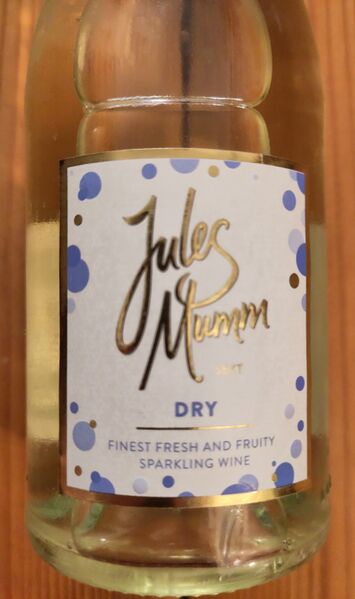 Jules
Mumm
SEKT
DRY
FINEST FRESH AND FRUITY
SPARKLING WINE